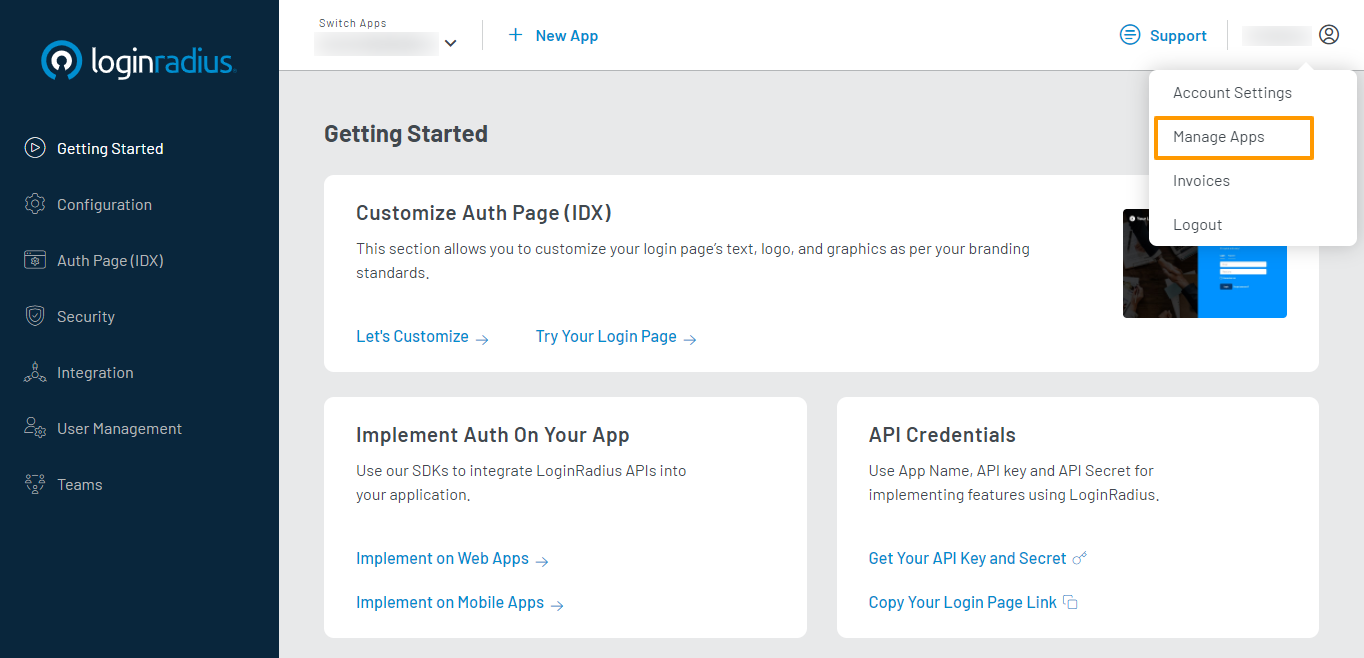 loginradius
Getting Started
Configuration
Auth Page (IDX)
Security
Integration
User Management
Teams
Switch Apps
New App
Support
Account Settings
Manage Apps
Invoices
Logout
Getting Started
Customize Auth Page (IDX)
This section allows you to customize your login page’s text, logo, and graphics as per your branding
standards.
Let's Customize
Try Your Login Page
Implement Auth On Your App
Use our SDKs to integrate LoginRadius APIs into
your application.
Implement on Web Apps
Implement on Mobile Apps
API Credentials
Use App Name, API key and API Secret for
implementing features using LoginRadius.
Get Your API Key and Secret
Copy Your Login Page Link